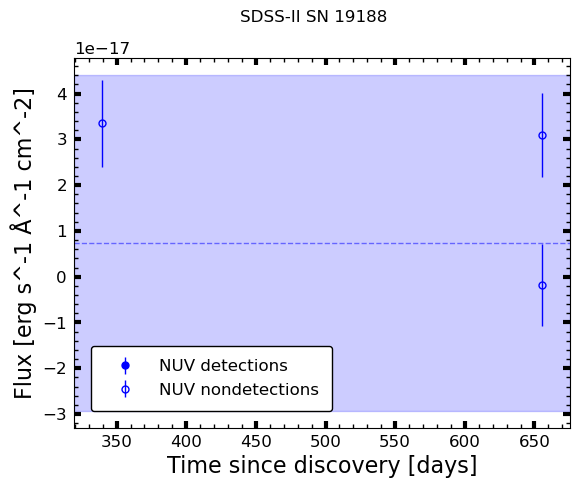 SDSS-II SN 19188
1e−17
Flux [erg s^-1 Å^-1 cm^-2]
4
3
2
1
0
−1
−2
−3
NUV detections
NUV nondetections
350 400 450 500 550 600 650
Time since discovery [days]